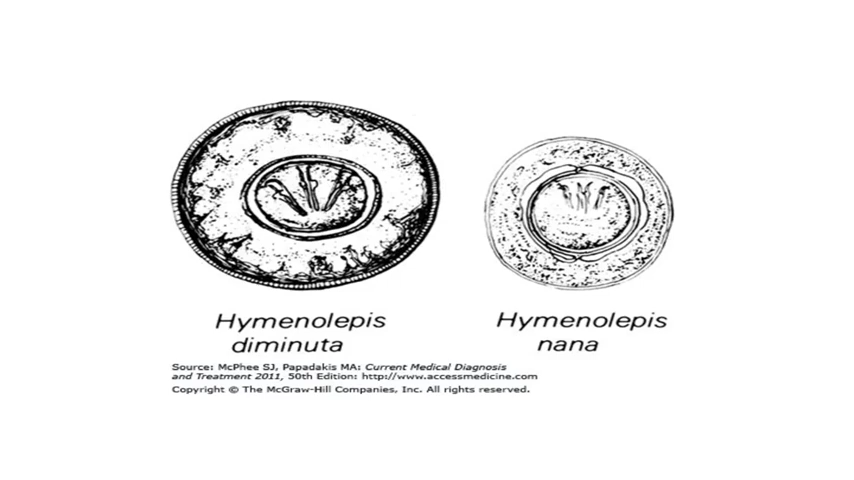 Hymenolepis
diminuta
Hymenolepis
nana
Source: McPhee SJ, Papadakis MA: Current Medical Diagnosis
and Treatment 2011, 50th Edition: http://www.accessmedicine.com
Copyright © The McGraw-Hill Companies, Inc. All rights reserved.